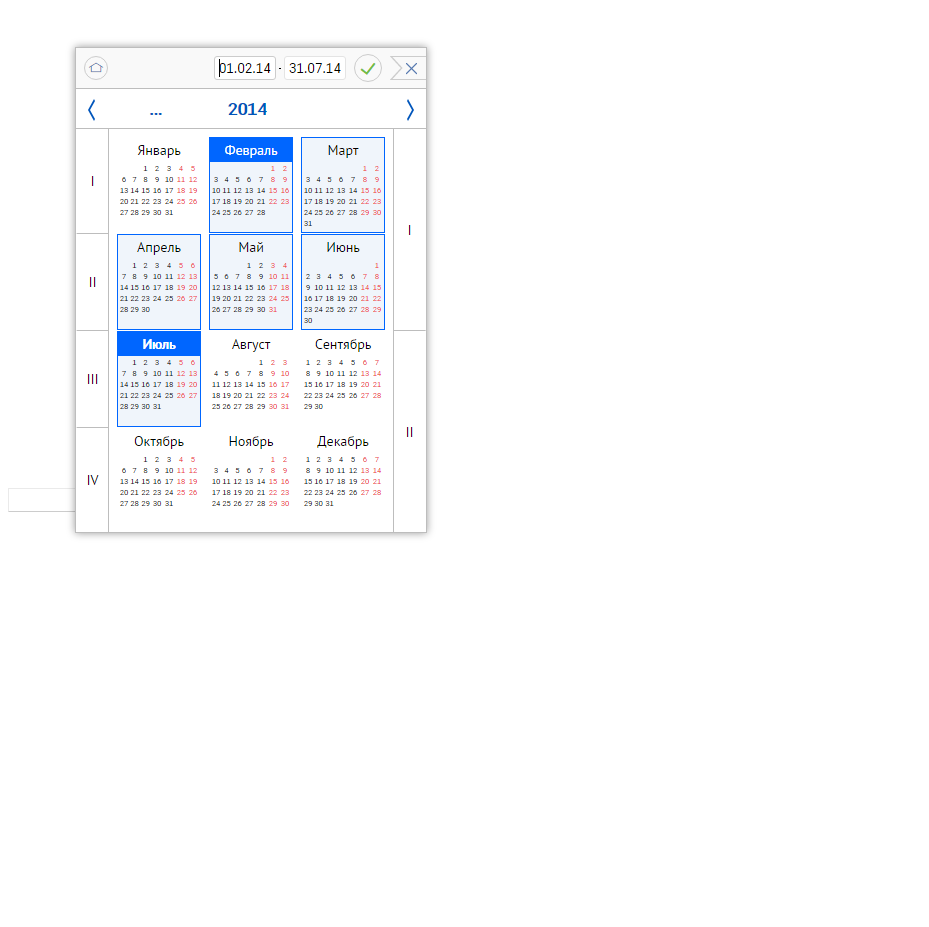 01.02.14 - 31.07.14
... 2014
I
II
III
IV
Январь
1 2 3 4 5
6 7 8 9 10 11 12
13 14 15 16 17 18 19
20 21 22 23 24 25 26
27 28 29 30 31
Февраль
1 2
3 4 5 6 7 8 9
10 11 12 13 14 15 16
17 18 19 20 21 22 23
24 25 26 27 28
Март
1 2
3 4 5 6 7 8 9
10 11 12 13 14 15 16
17 18 19 20 21 22 23
24 25 26 27 28 29 30
31
Апрель
1 2 3 4 5 6
7 8 9 10 11 12 13
14 15 16 17 18 19 20
21 22 23 24 25 26 27
28 29 30
Май
1 2 3 4
5 6 7 8 9 10 11
12 13 14 15 16 17 18
19 20 21 22 23 24 25
26 27 28 29 30 31
Июнь
1
2 3 4 5 6 7 8
9 10 11 12 13 14 15
16 17 18 19 20 21 22
23 24 25 26 27 28 29
30
Июль
1 2 3 4 5 6
7 8 9 10 11 12 13
14 15 16 17 18 19 20
21 22 23 24 25 26 27
28 29 30 31
Август
1 2 3
4 5 6 7 8 9 10
11 12 13 14 15 16 17
18 19 20 21 22 23 24
25 26 27 28 29 30 31
Сентябрь
1 2 3 4 5 6 7
8 9 10 11 12 13 14
15 16 17 18 19 20 21
22 23 24 25 26 27 28
29 30
Октябрь
1 2 3 4 5
6 7 8 9 10 11 12
13 14 15 16 17 18 19
20 21 22 23 24 25 26
27 28 29 30 31
Ноябрь
1 2
3 4 5 6 7 8 9
10 11 12 13 14 15 16
17 18 19 20 21 22 23
24 25 26 27 28 29 30
Декабрь
1 2 3 4 5 6 7
8 9 10 11 12 13 14
15 16 17 18 19 20 21
22 23 24 25 26 27 28
29 30 31
I
II